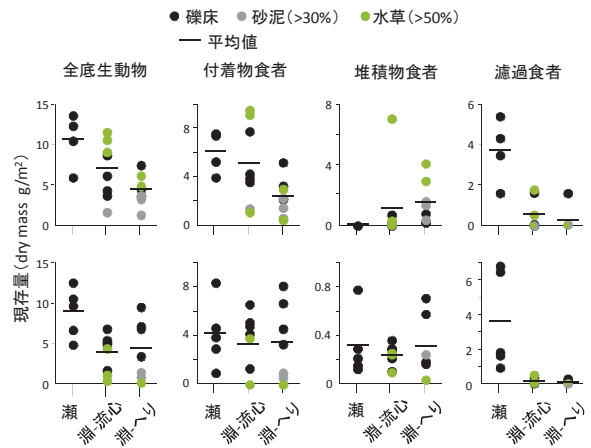 ● 礫床 ● 砂泥(>30%) ● 水草(>50%)
— 平均値
全底生動物 付着物食者 堆積物食者 濾過食者
現存量(dry mass g/m²)
15 10 5 0
10 5 0
8 4 0
6 4 2 0
15 10 5 0
8 4 0
0.8 0.4 0
6 4 2 0
瀬 淵-流心 淵-へり
瀬 淵-流心 淵-へり
瀬 淵-流心 淵-へり
瀬 淵-流心 淵-へり